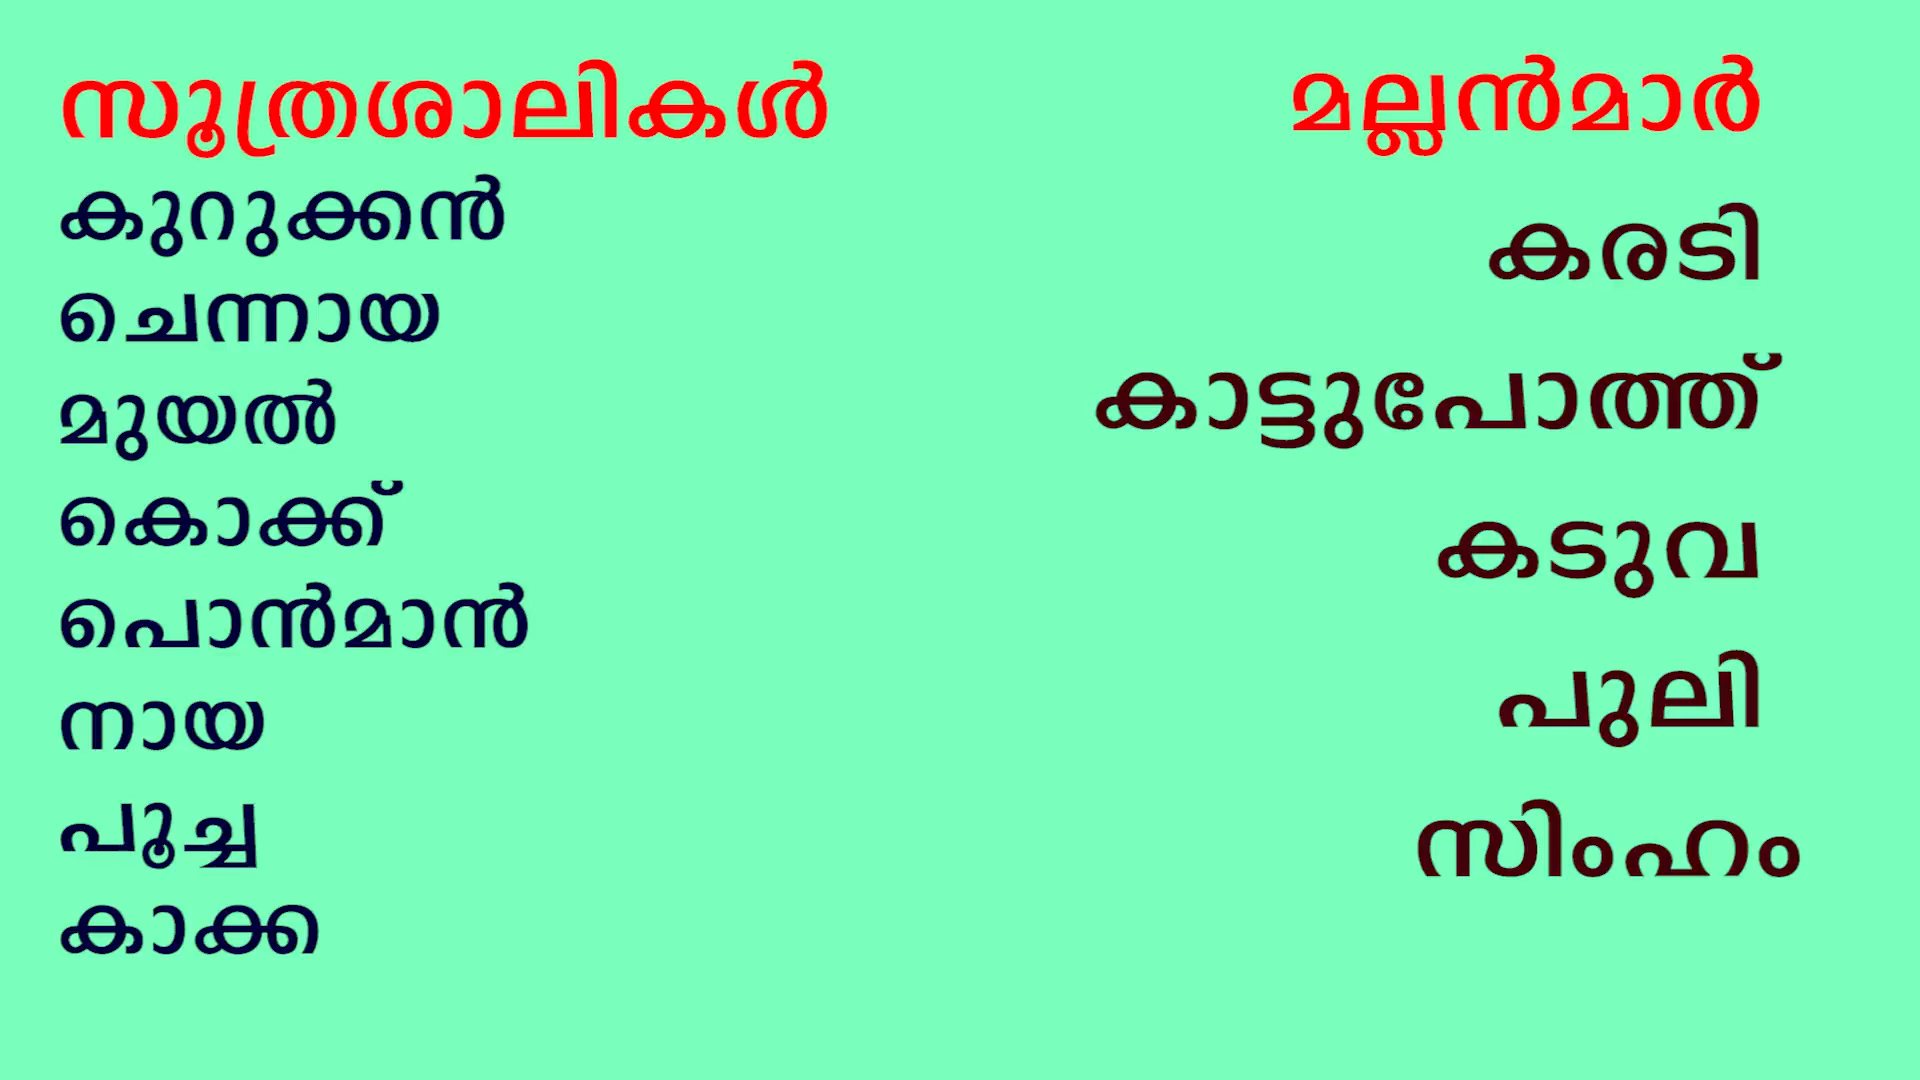 സൂത്രശാലികൾ
കുറുക്കൻ
ചെന്നായ
മുയൽ
കൊക്ക്
പൊൻമാൻ
നായ
പൂച്ച
കാക്ക
മല്ലൻമാർ
കരടി
കാട്ടുപോത്ത്
കടുവ
പുലി
സിംഹം